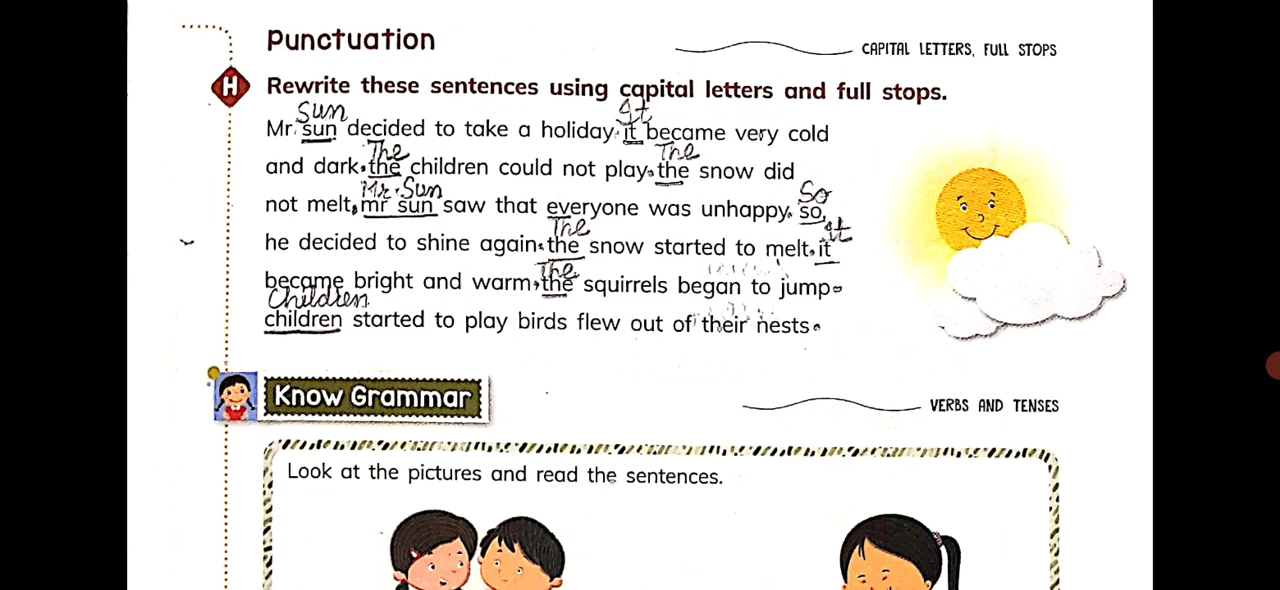 Punctuation
CAPITAL LETTERS, FULL STOPS
H Rewrite these sentences using capital letters and full stops.
Sun It
Mr. sun decided to take a holiday. it became very cold
The The
and dark. the children could not play. the snow did
Mr. Sun So
not melt. mr sun saw that everyone was unhappy. so,
The It
he decided to shine again. the snow started to melt. it
The
became bright and warm. the squirrels began to jump.
Children
children started to play birds flew out of their nests.
Know Grammar
VERBS AND TENSES
Look at the pictures and read the sentences.